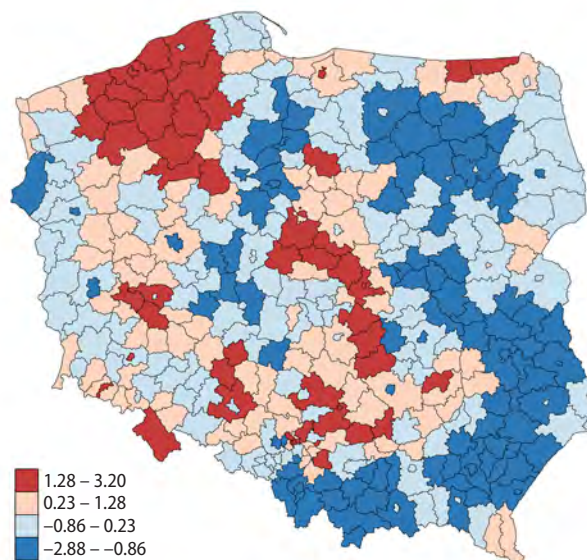 1.28 – 3.20
0.23 – 1.28
–0.86 – 0.23
–2.88 – –0.86